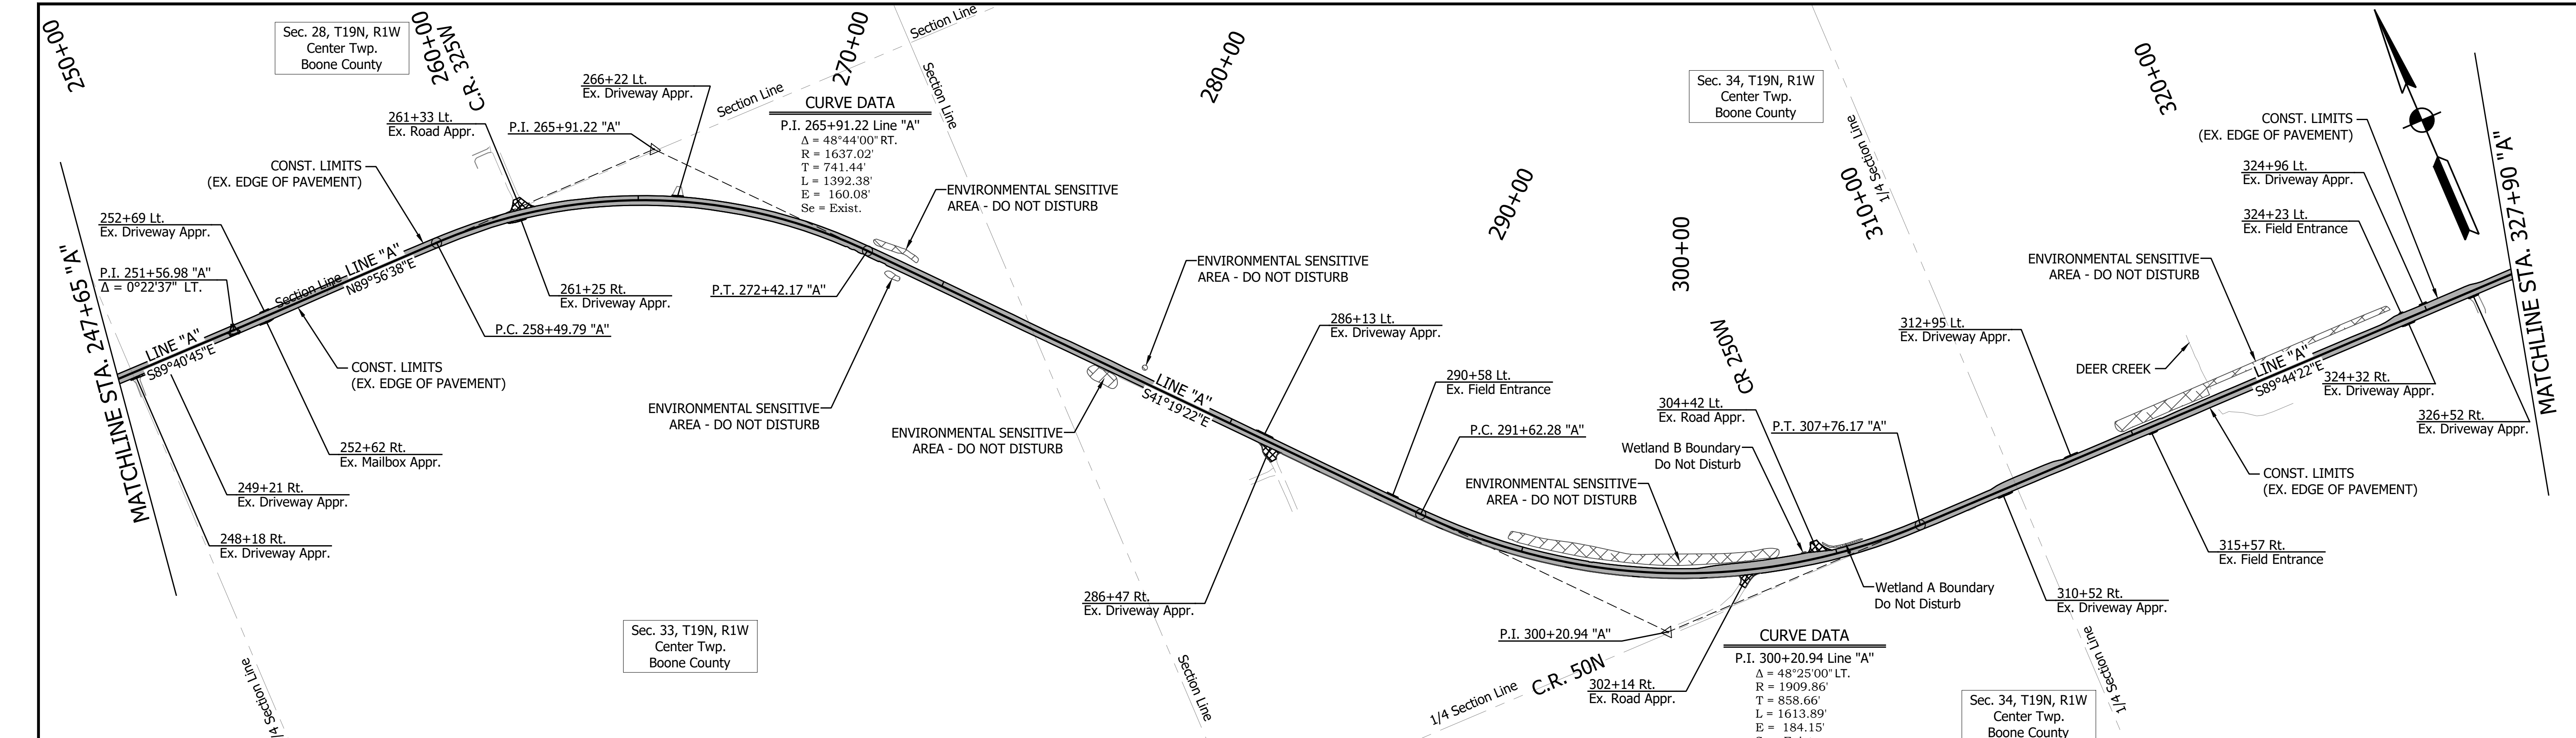 250+00
Sec. 28, T19N, R1W
Center Twp.
Boone County
260+00
C.R. 325W
270+00
Section Line
Section Line
Section Line
280+00
Sec. 34, T19N, R1W
Center Twp.
Boone County
1/4 Section Line
320+00
266+22 Lt.
Ex. Driveway Appr.
261+33 Lt.
Ex. Road Appr.
P.I. 265+91.22 "A"
CURVE DATA
P.I. 265+91.22 Line "A"
Δ = 48°44'00" RT.
R = 1637.02'
T = 741.44'
L = 1392.38'
E = 160.08'
Se = Exist.
CONST. LIMITS
(EX. EDGE OF PAVEMENT)
252+69 Lt.
Ex. Driveway Appr.
P.I. 251+56.98 "A"
Δ = 0°22'37" LT.
MATCHLINE STA. 247+65 "A"
LINE "A"
S89°40'45"E
Section Line
LINE "A"
N89°56'38"E
261+25 Rt.
Ex. Driveway Appr.
P.C. 258+49.79 "A"
P.T. 272+42.17 "A"
CONST. LIMITS
(EX. EDGE OF PAVEMENT)
252+62 Rt.
Ex. Mailbox Appr.
249+21 Rt.
Ex. Driveway Appr.
248+18 Rt.
Ex. Driveway Appr.
1/4 Section Line
Sec. 33, T19N, R1W
Center Twp.
Boone County
ENVIRONMENTAL SENSITIVE
AREA - DO NOT DISTURB
ENVIRONMENTAL SENSITIVE
AREA - DO NOT DISTURB
ENVIRONMENTAL SENSITIVE
AREA - DO NOT DISTURB
ENVIRONMENTAL SENSITIVE
AREA - DO NOT DISTURB
LINE "A"
S41°19'22"E
286+13 Lt.
Ex. Driveway Appr.
286+47 Rt.
Ex. Driveway Appr.
Section Line
290+00
290+58 Lt.
Ex. Field Entrance
P.C. 291+62.28 "A"
ENVIRONMENTAL SENSITIVE
AREA - DO NOT DISTURB
300+00
CR 250W
304+42 Lt.
Ex. Road Appr.
Wetland B Boundary
Do Not Disturb
P.T. 307+76.17 "A"
310+00
312+95 Lt.
Ex. Driveway Appr.
Wetland A Boundary
Do Not Disturb
P.I. 300+20.94 "A"
1/4 Section Line
C.R. 50N
302+14 Rt.
Ex. Road Appr.
CURVE DATA
P.I. 300+20.94 Line "A"
Δ = 48°25'00" LT.
R = 1909.86'
T = 858.66'
L = 1613.89'
E = 184.15'
310+52 Rt.
Ex. Driveway Appr.
1/4 Section Line
Sec. 34, T19N, R1W
Center Twp.
Boone County
CONST. LIMITS
(EX. EDGE OF PAVEMENT)
324+96 Lt.
Ex. Driveway Appr.
324+23 Lt.
Ex. Field Entrance
ENVIRONMENTAL SENSITIVE
AREA - DO NOT DISTURB
DEER CREEK
LINE "A"
S89°44'22"E
324+32 Rt.
Ex. Driveway Appr.
326+52 Rt.
Ex. Driveway Appr.
CONST. LIMITS
(EX. EDGE OF PAVEMENT)
315+57 Rt.
Ex. Field Entrance
MATCHLINE STA. 327+90 "A"